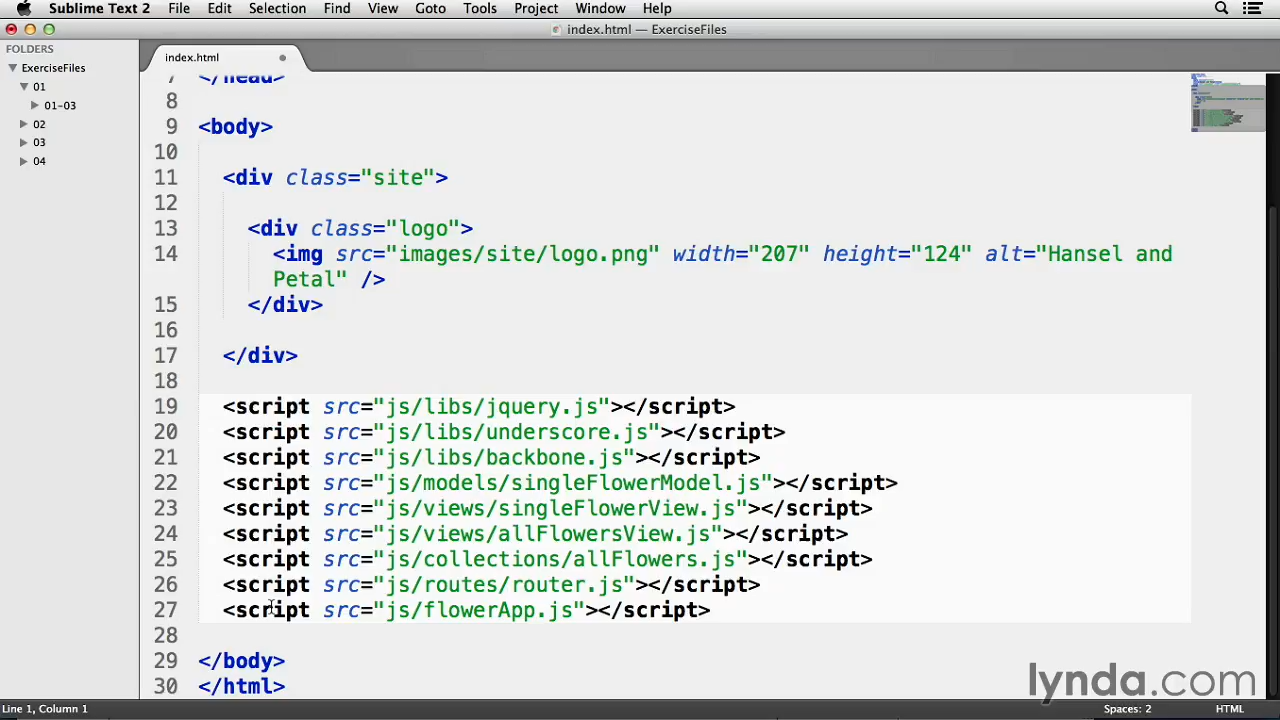 Sublime Text 2 File Edit Selection Find View Goto Tools Project Window Help
index.html — ExerciseFiles
FOLDERS
ExerciseFiles
01
01-03
02
03
04
index.html
7 </head>
8
9 <body>
10
11 <div class="site">
12
13 <div class="logo">
14 <img src="images/site/logo.png" width="207" height="124" alt="Hansel and
Petal" />
15 </div>
16
17 </div>
18
19 <script src="js/libs/jquery.js"></script>
20 <script src="js/libs/underscore.js"></script>
21 <script src="js/libs/backbone.js"></script>
22 <script src="js/models/singleFlowerModel.js"></script>
23 <script src="js/views/singleFlowerView.js"></script>
24 <script src="js/views/allFlowersView.js"></script>
25 <script src="js/collections/allFlowers.js"></script>
26 <script src="js/routes/router.js"></script>
27 <script src="js/flowerApp.js"></script>
28
29 </body>
30 </html>
lynda.com
Line 1, Column 1 Spaces: 2 HTML